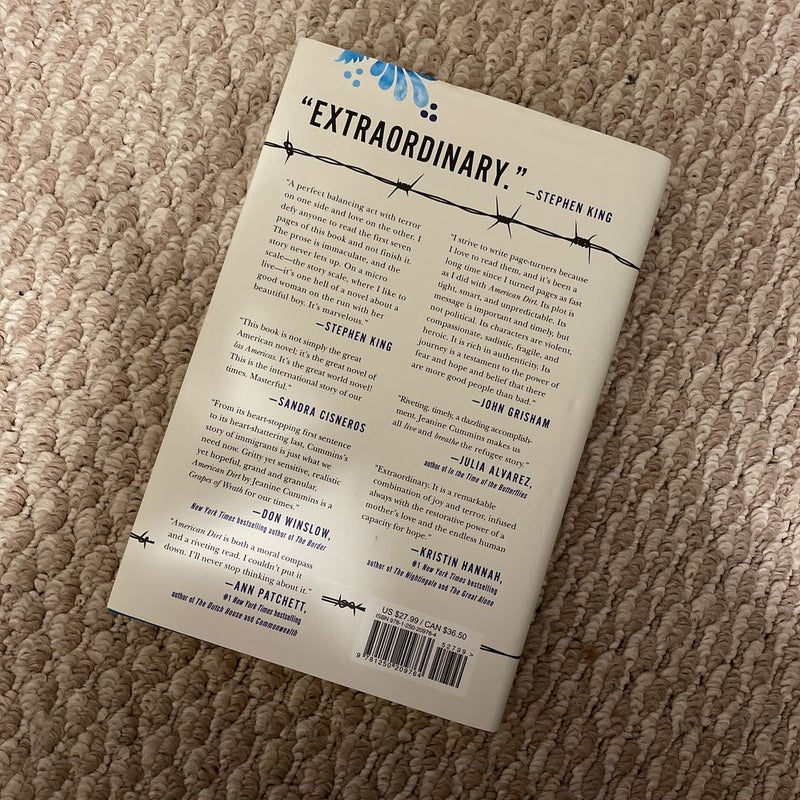 “EXTRAORDINARY.”
—STEPHEN KING
“A perfect balancing act with terror
on one side and love on the other. I
defy anyone to read the first seven
pages of this book and not finish it.
The prose is immaculate, and the
story never lets up. On a micro
scale—the story scale, where I like to
live—it’s one hell of a novel about a
good woman on the run with her
beautiful boy. It’s marvelous.”
—STEPHEN KING
“This book is not simply the great
American novel; it’s the great novel of
las Americas. It’s the great world novel!
This is the international story of our
times. Masterful.”
—SANDRA CISNEROS
“From its heart-stopping first sentence
to its heart-shattering last, Cummins’s
story of immigrants is just what we
need now. Gritty yet sensitive, realistic
yet hopeful, grand and granular,
American Dirt by Jeanine Cummins is a
Grapes of Wrath for our times.”
—DON WINSLOW,
New York Times bestselling author of The Border
“American Dirt is both a moral compass
and a riveting read. I couldn’t put it
down. I’ll never stop thinking about it.”
—ANN PATCHETT,
#1 New York Times bestselling
author of The Dutch House and Commonwealth
“I strive to write page-turners because
I love to read them, and it’s been a
long time since I turned pages as fast
as I did with American Dirt. Its plot is
tight, smart, and unpredictable. Its
message is important and timely, but
not political. Its characters are violent,
compassionate, sadistic, fragile, and
heroic. It is rich in authenticity. Its
journey is a testament to the power of
fear and hope and belief that there
are more good people than bad.”
—JOHN GRISHAM
“Riveting, timely, a dazzling accomplish-
ment. Jeanine Cummins makes us
all live and breathe the refugee story.”
—JULIA ALVAREZ,
author of In the Time of the Butterflies
“Extraordinary. It is a remarkable
combination of joy and terror, infused
always with the restorative power of a
mother’s love and the endless human
capacity for hope.”
—KRISTIN HANNAH,
#1 New York Times bestselling
author of The Nightingale and The Great Alone
US $27.99 / CAN $36.50
ISBN 978-1-250-20976-4
52799 >
9 781250 209764